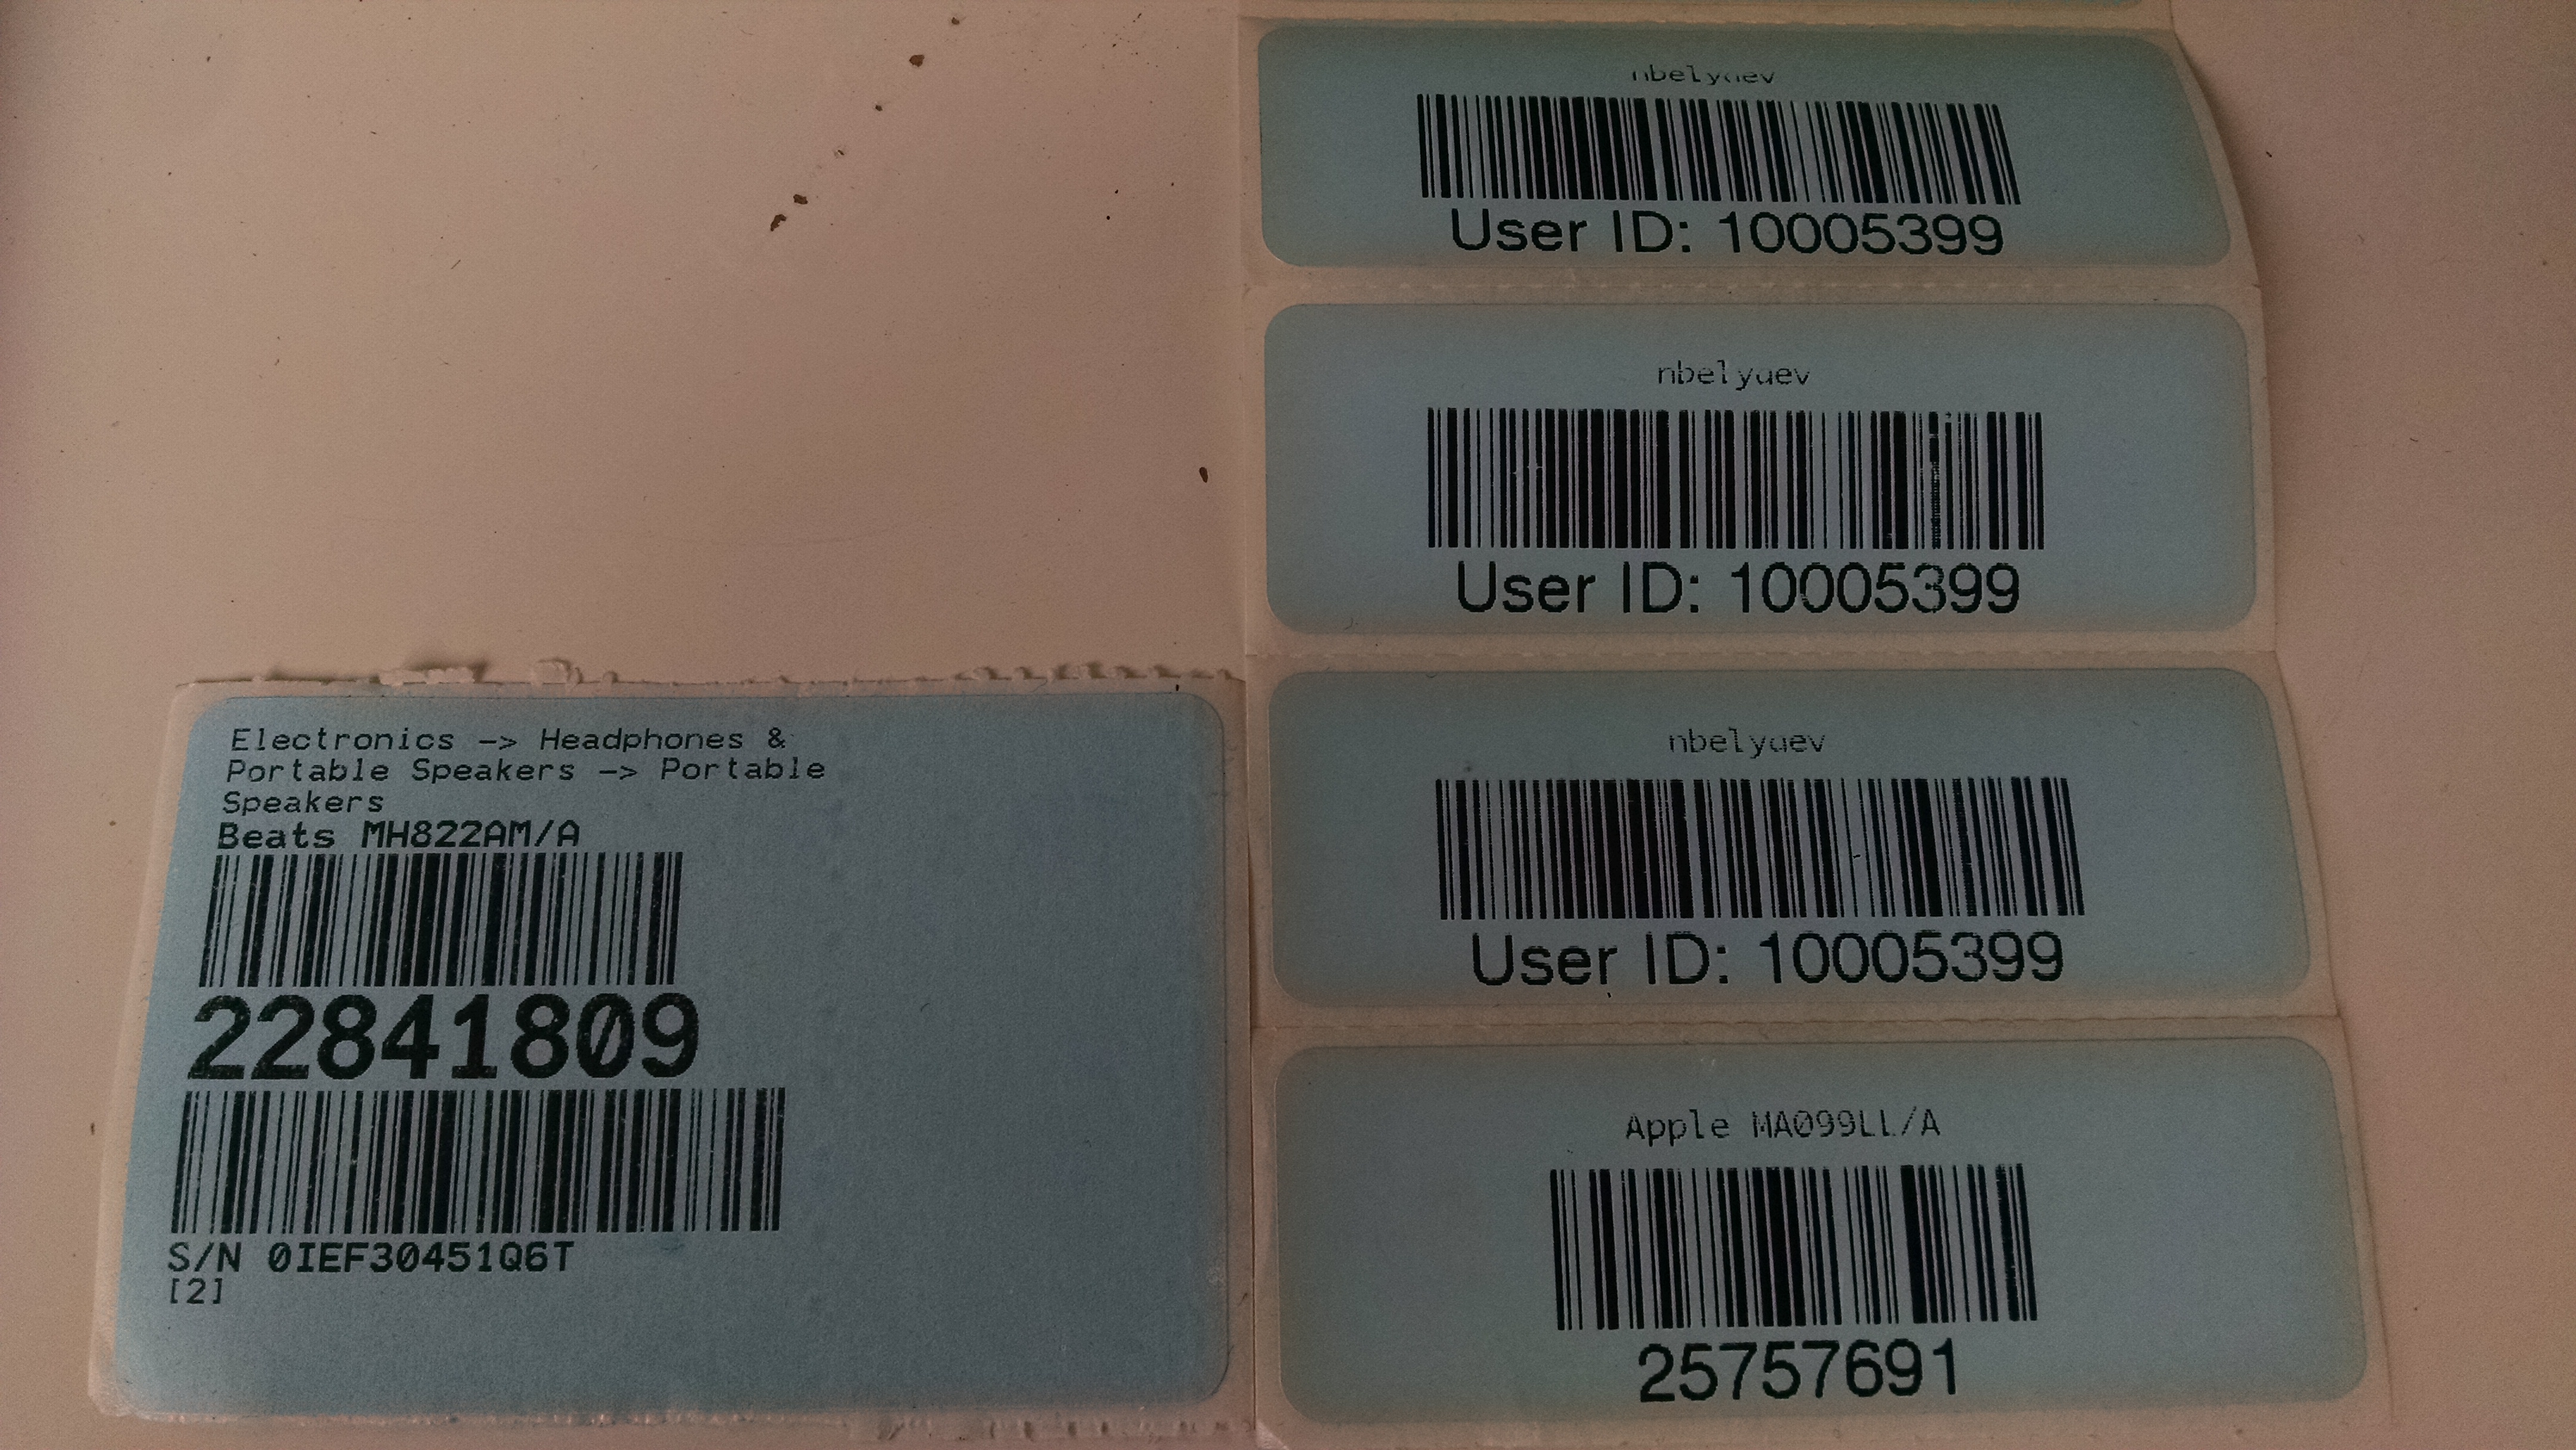 nbelyaev
User ID: 10005399
nbelyaev
User ID: 10005399
nbelyaev
User ID: 10005399
Apple MA099LL/A
25757691
Electronics -> Headphones &
Portable Speakers -> Portable
Speakers
Beats MH822AM/A
22841809
S/N 0IEF30451Q6T
[2]